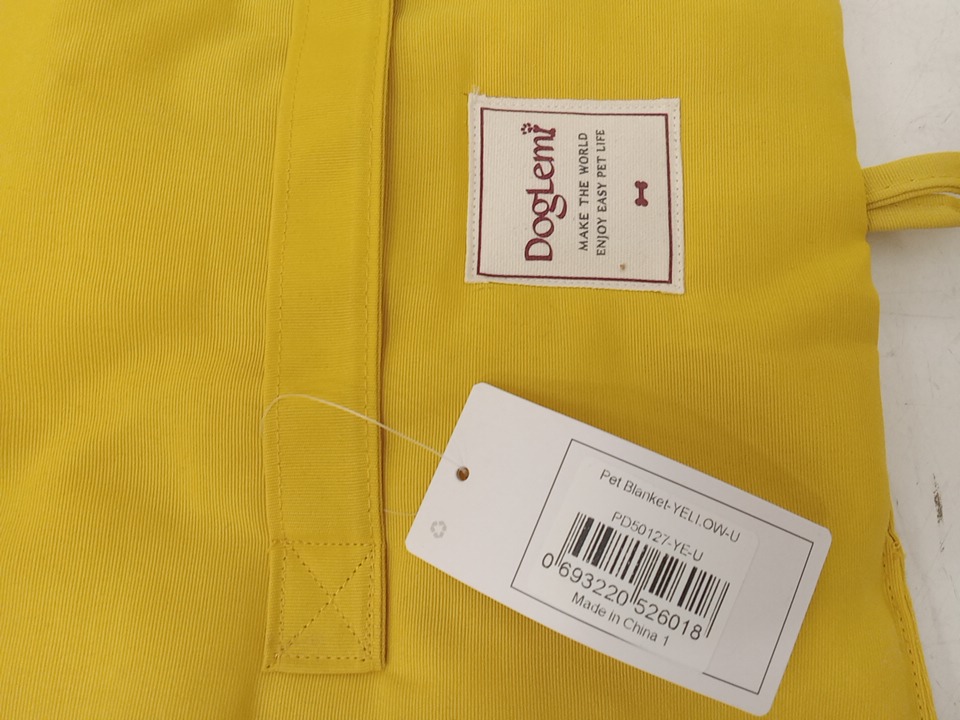 DogLemi
MAKE THE WORLD
ENJOY EASY PET LIFE
Pet Blanket-YELLOW-U
PD50127-YE-U
0 693220 526018
Made in China 1